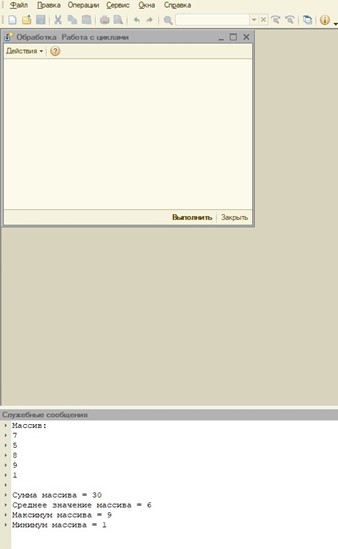 Файл Правка Операции Сервис Окна Справка
Обработка Работа с циклами
Действия
Выполнить Закрыть
Служебные сообщения
Массив:
7
5
8
9
1
Сумма массива = 30
Среднее значение массива = 6
Максимум массива = 9
Минимум массива = 1